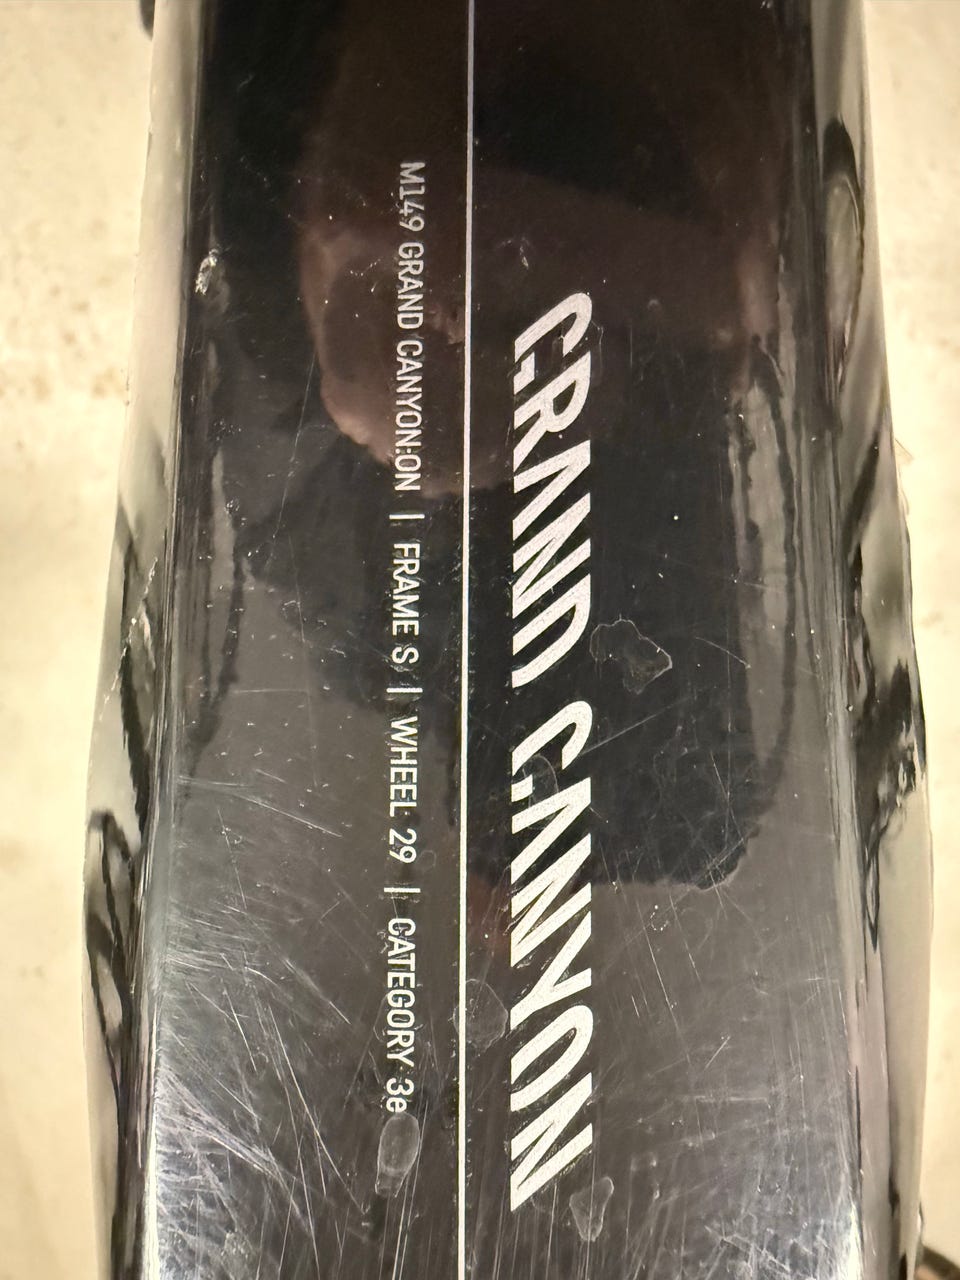 GRAND CANYON
M149 GRAND CANYON:ON | FRAME S | WHEEL 29 | CATEGORY 3e